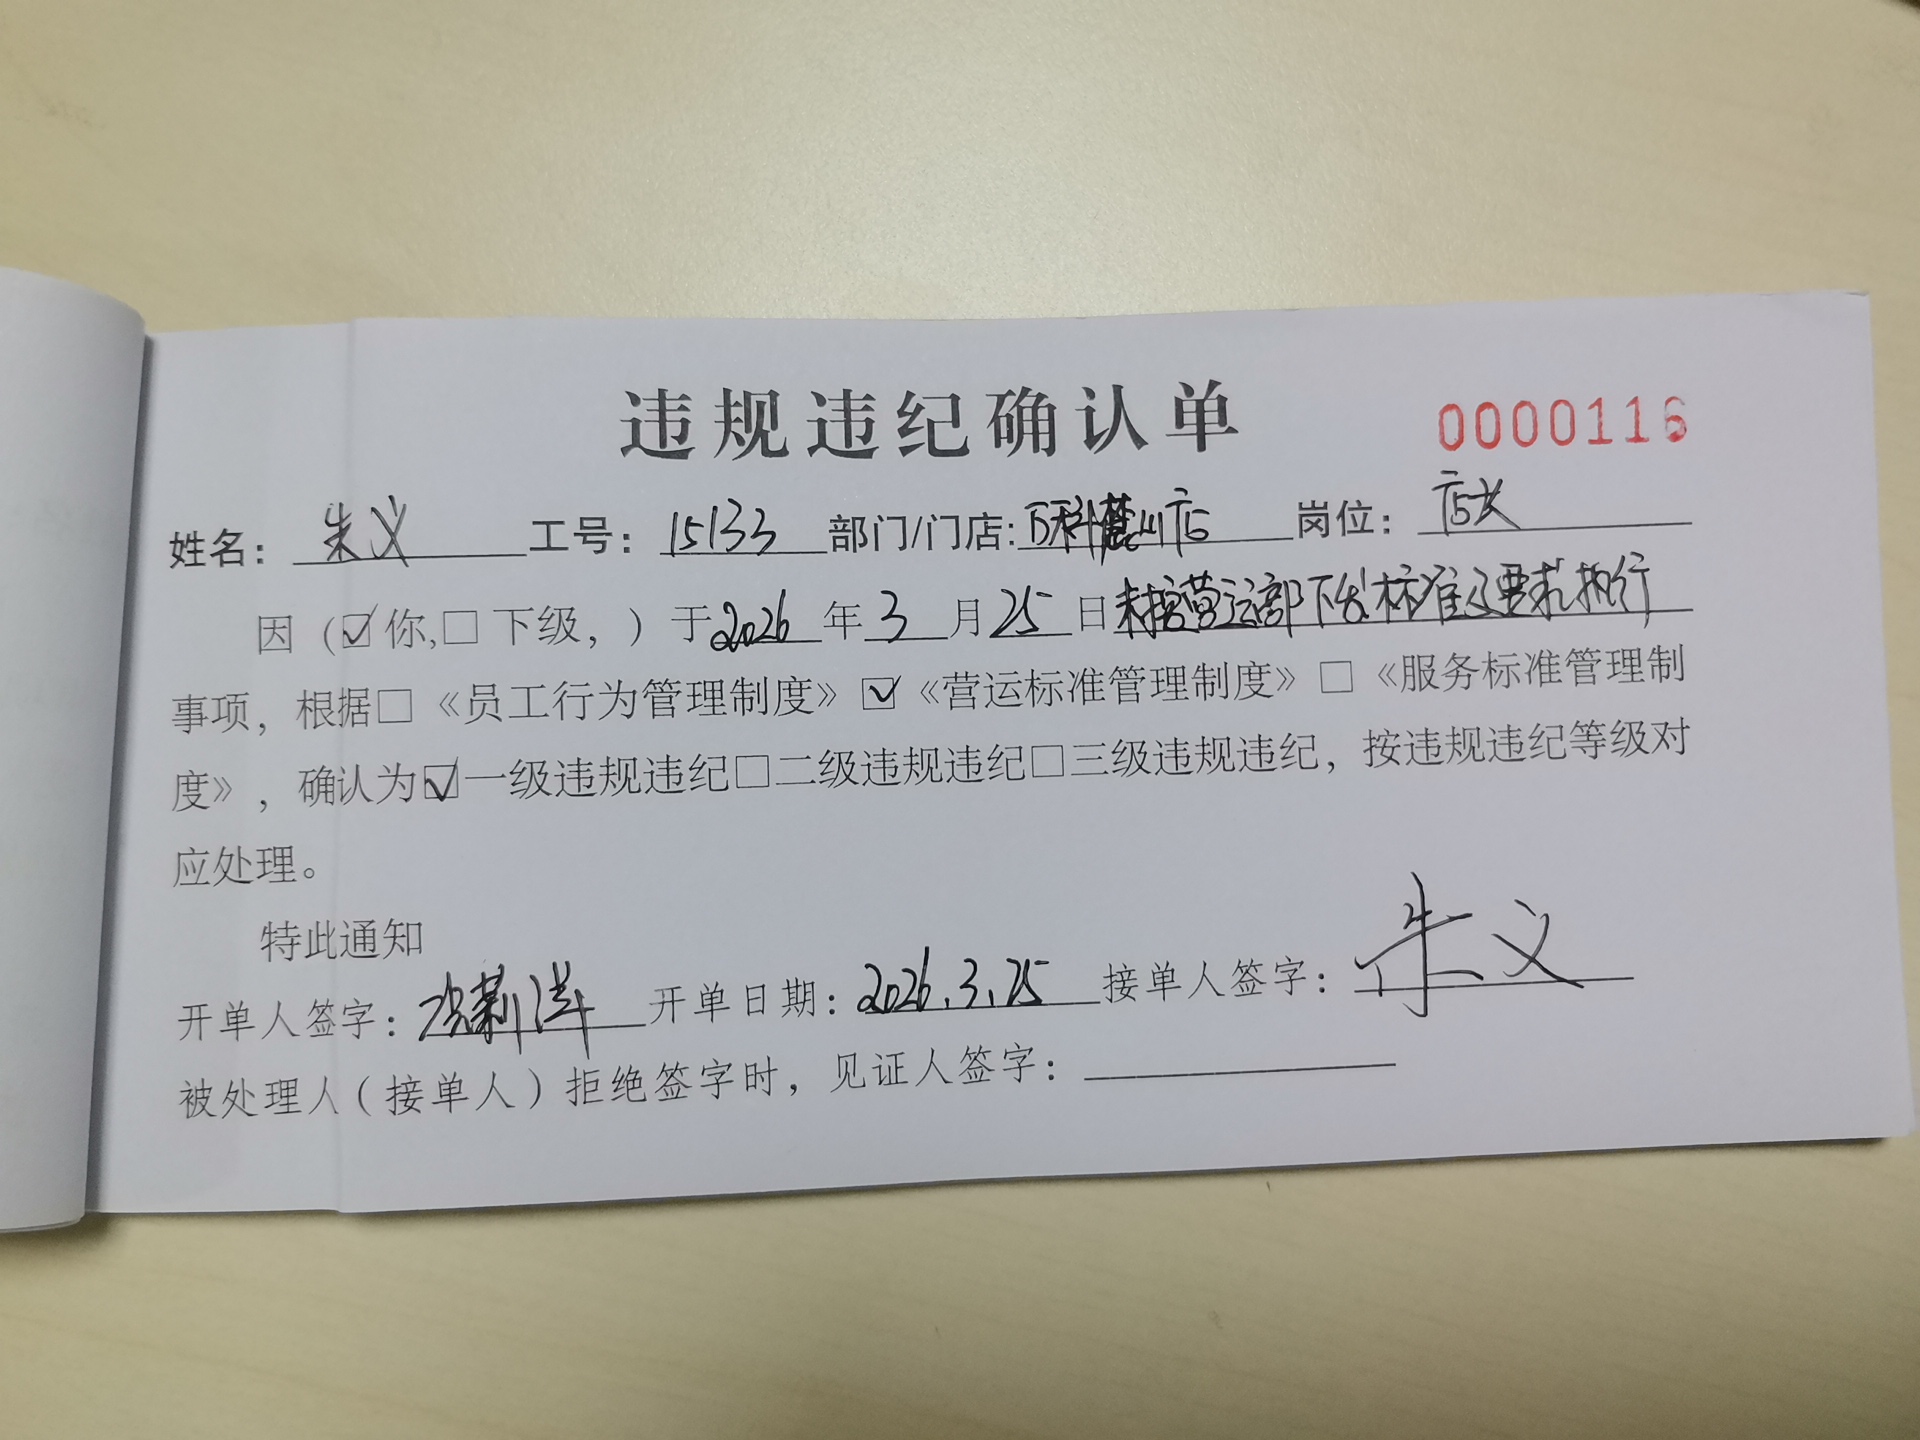 违规违纪确认单 0000116
姓名：朱义 工号：15133 部门/门店:万科麓山店 岗位：店长
因（☑你,□下级，）于2026年3月25日未按营运部下发标准及要求执行
事项，根据□《员工行为管理制度》☑《营运标准管理制度》□《服务标准管理制
度》，确认为☑一级违规违纪□二级违规违纪□三级违规违纪，按违规违纪等级对
应处理。
特此通知
开单人签字： 开单日期：2026.3.25 接单人签字：朱义
被处理人（接单人）拒绝签字时，见证人签字：